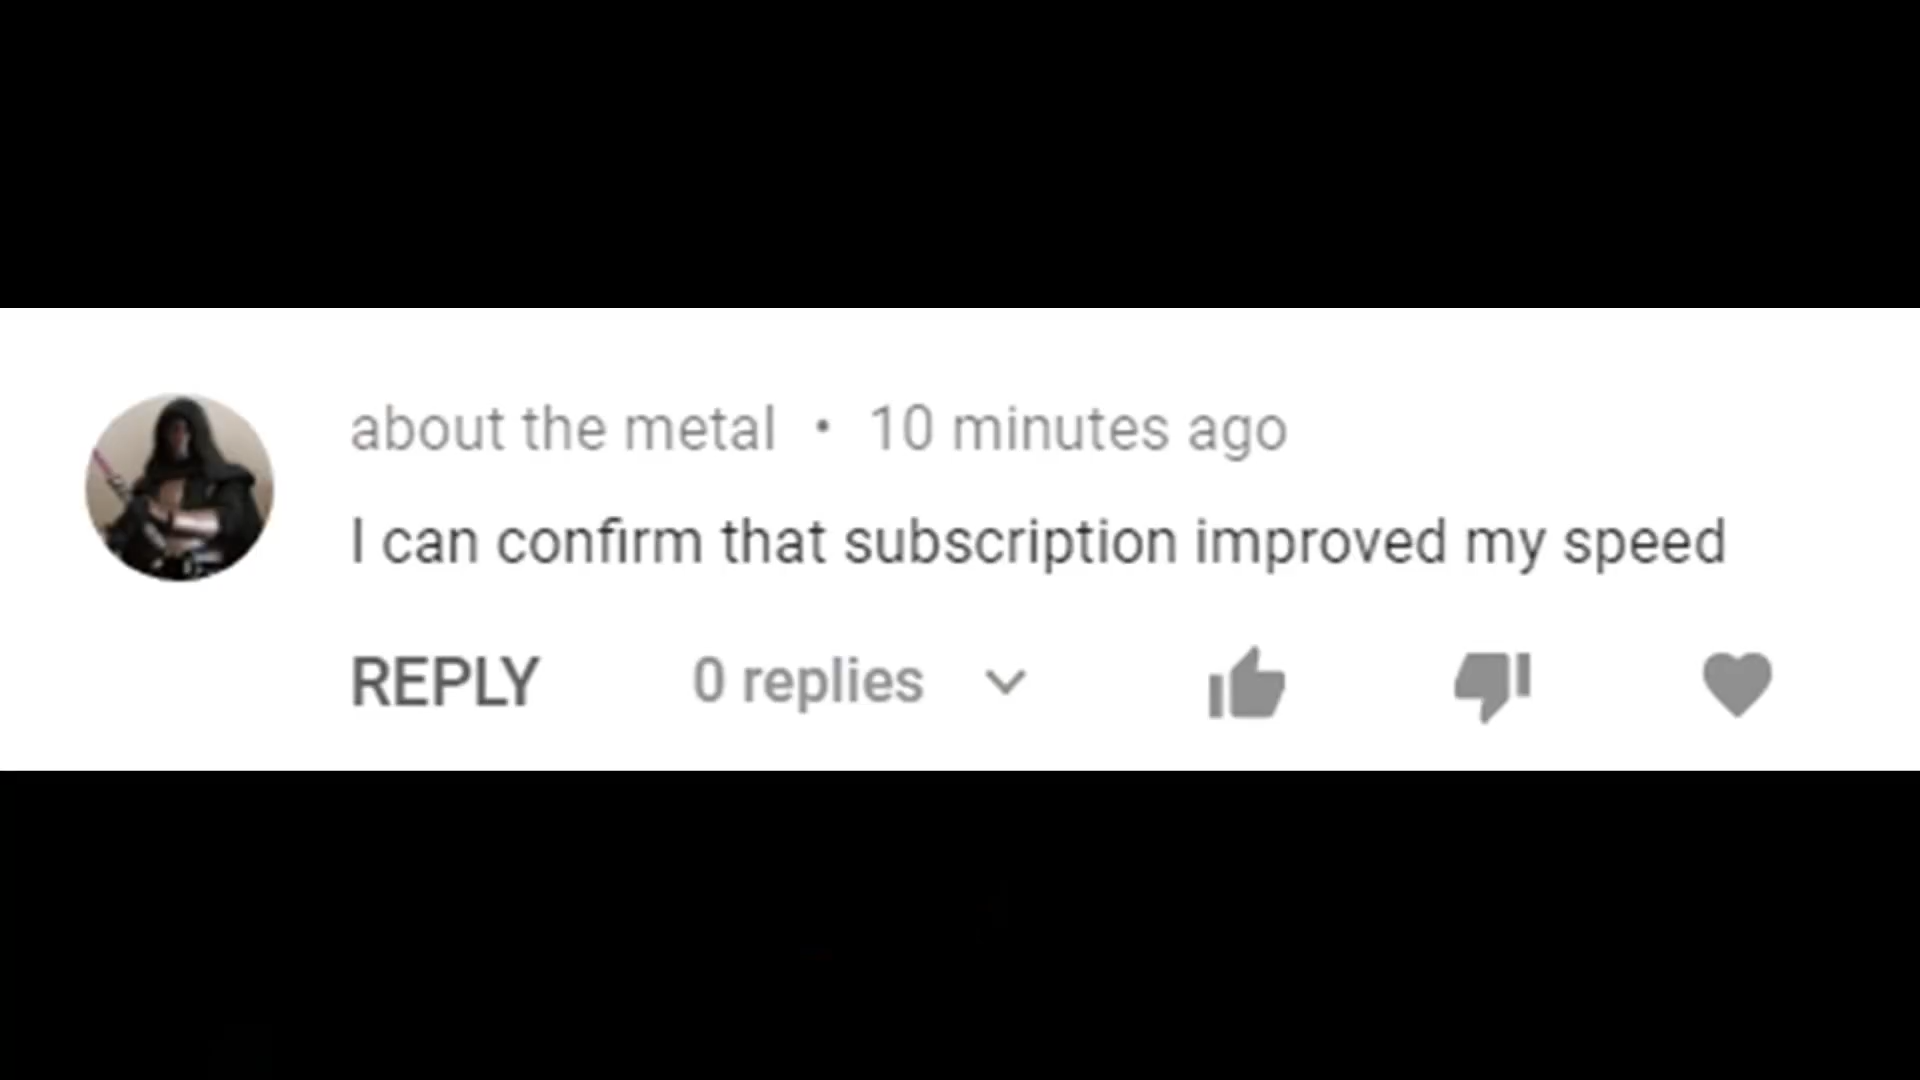 about the metal • 10 minutes ago
I can confirm that subscription improved my speed
REPLY 0 replies